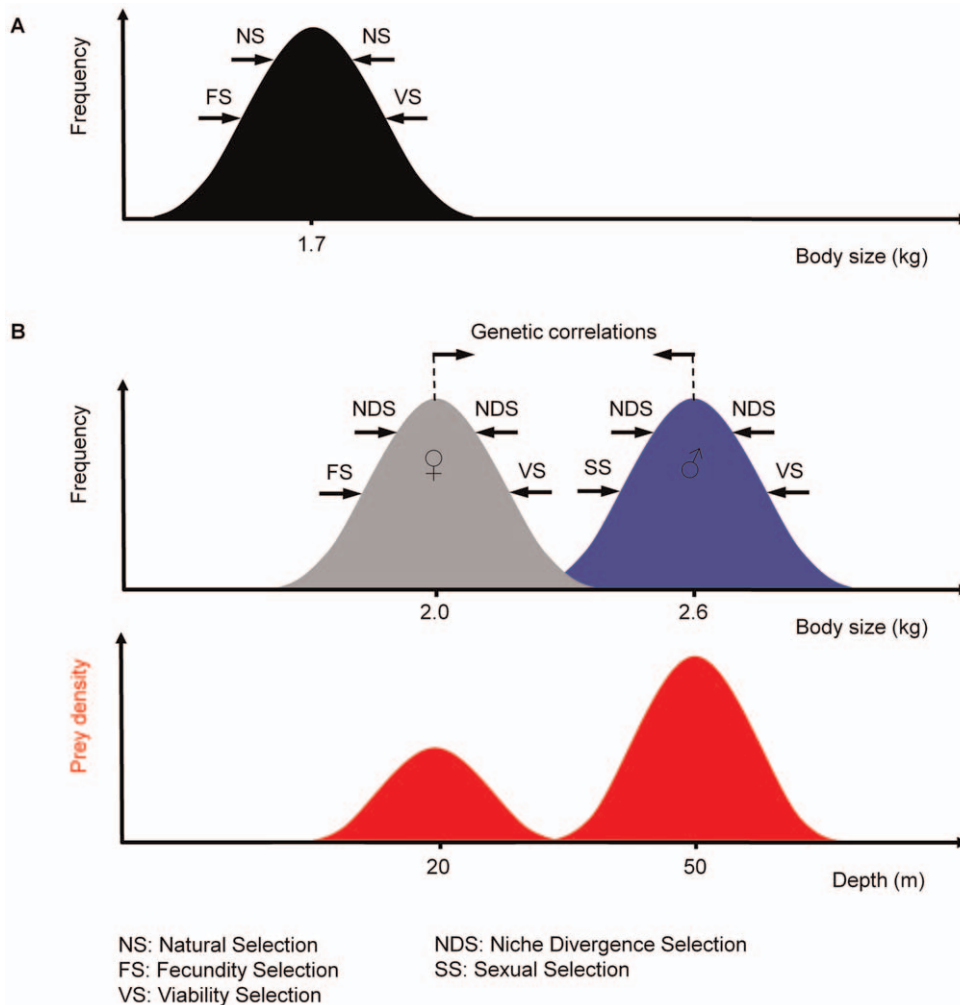 A
Frequency
NS NS
FS VS
1.7
Body size (kg)
B
Genetic correlations
Frequency
NDS NDS NDS NDS
FS VS SS VS
♀ ♂
2.0 2.6
Body size (kg)
Prey density
20 50
Depth (m)
NS: Natural Selection NDS: Niche Divergence Selection
FS: Fecundity Selection SS: Sexual Selection
VS: Viability Selection